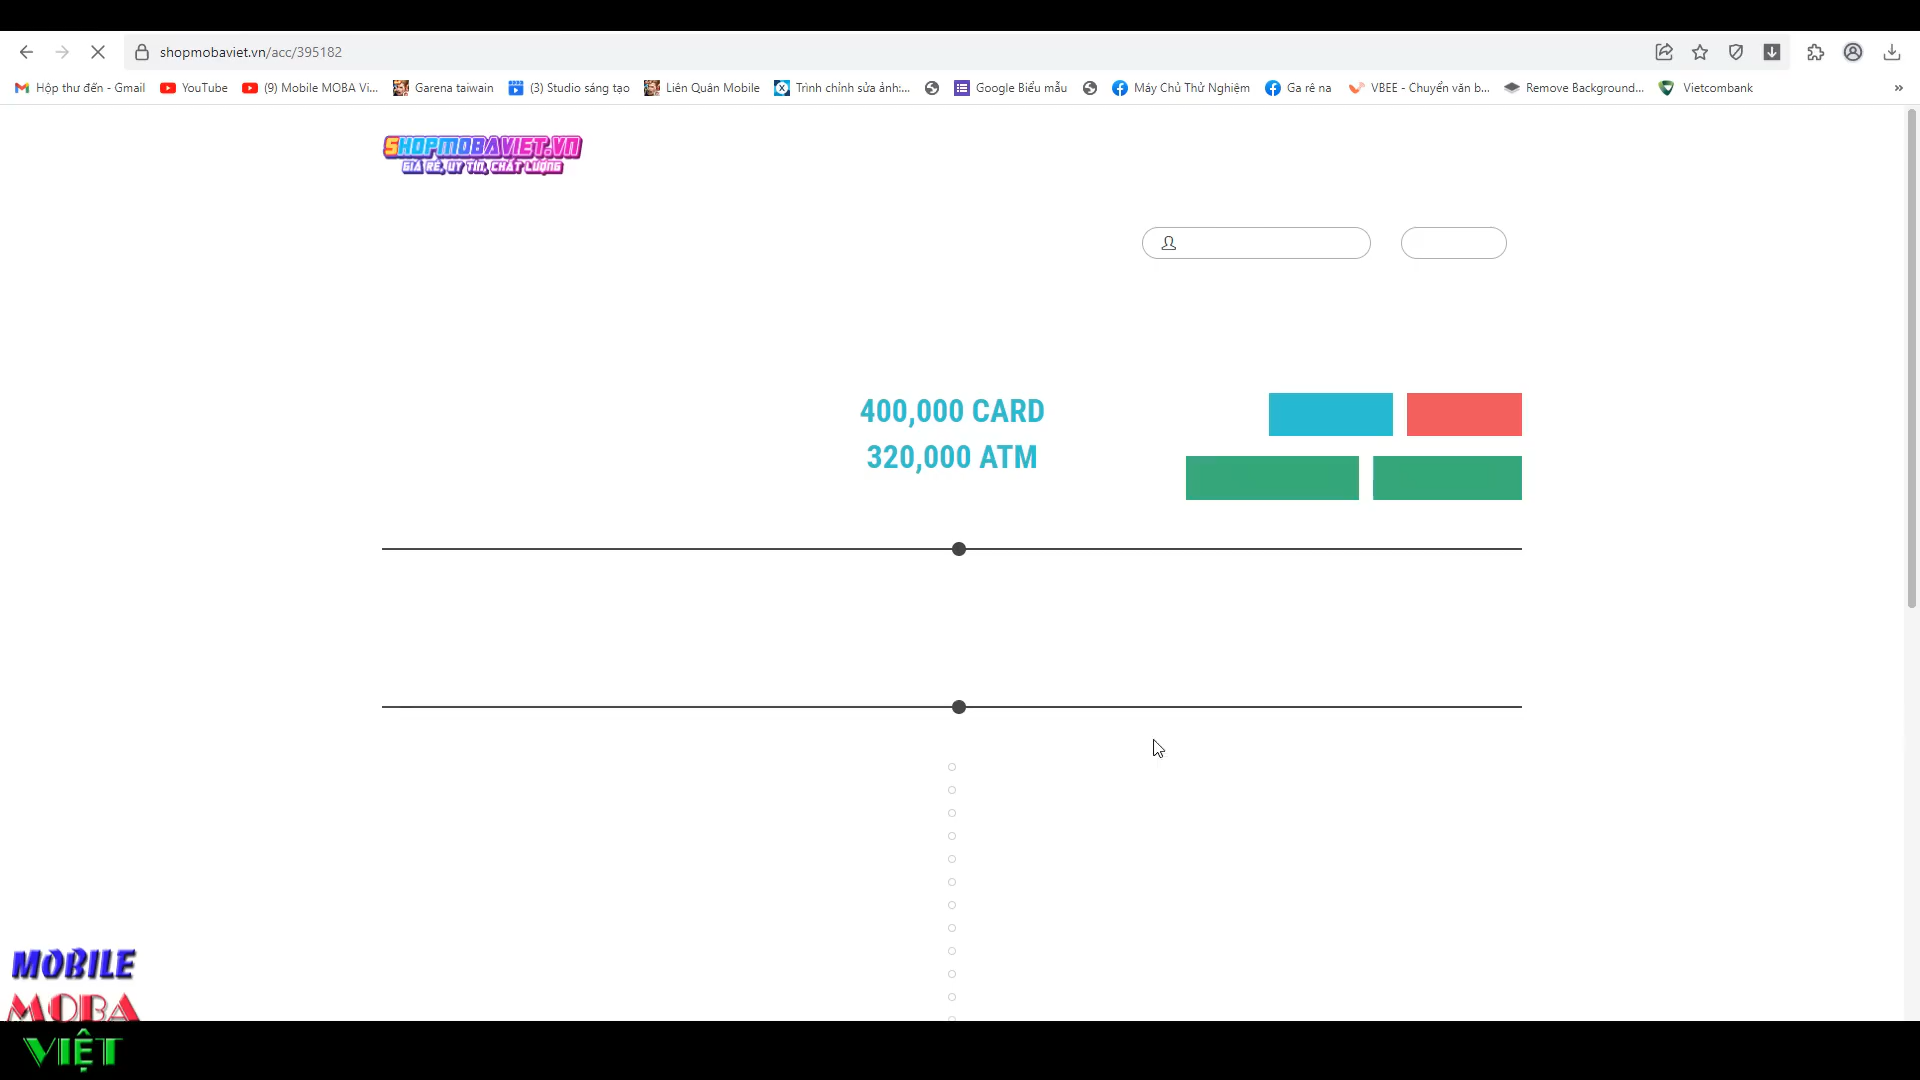 shopmobaviet.vn/acc/395182
Hộp thư đến - Gmail
YouTube
(9) Mobile MOBA Vi...
Garena taiwain
(3) Studio sáng tạo
Liên Quân Mobile
Trình chỉnh sửa ảnh:...
Google Biểu mẫu
Máy Chủ Thử Nghiệm
Ga rê na
VBEE - Chuyển văn b...
Remove Background...
Vietcombank
»
SHOPMOBAVIET.VN
GIÁ RẺ, UY TÍN, CHẤT LƯỢNG
400,000 CARD
320,000 ATM
MOBILE
MOBA
VIỆT